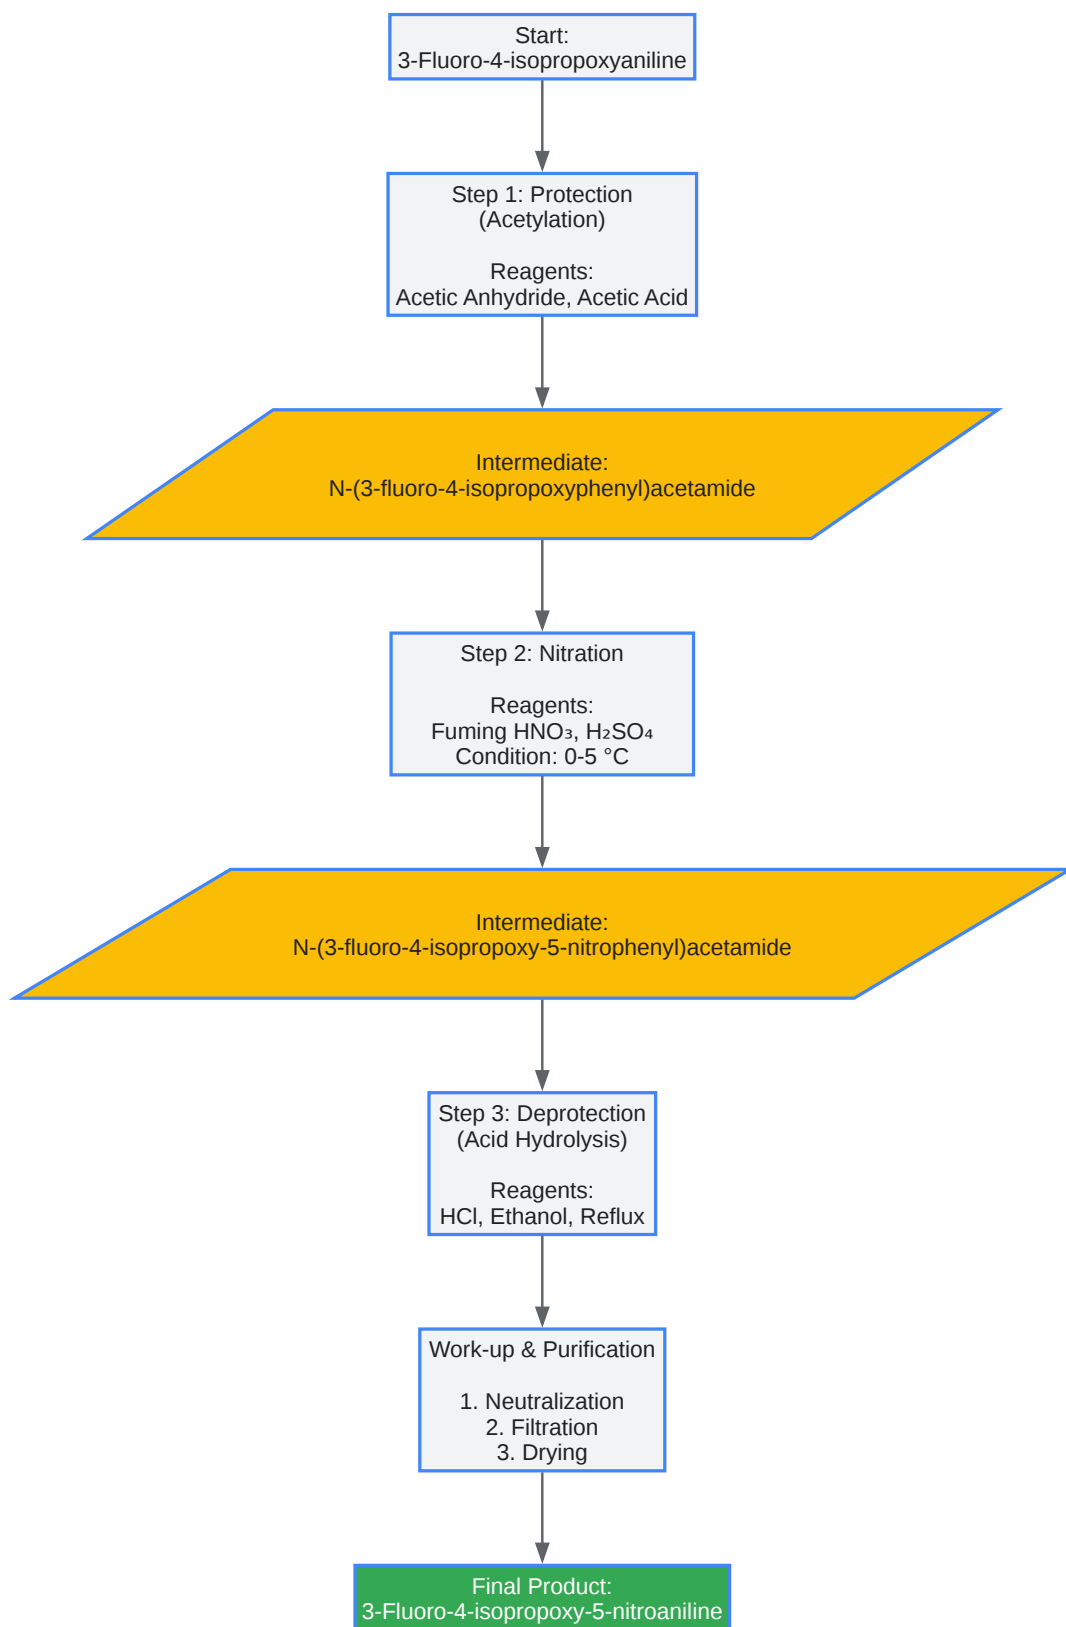 Start:
3-Fluoro-4-isopropoxyaniline
Step 1: Protection
(Acetylation)
Reagents:
Acetic Anhydride, Acetic Acid
Intermediate:
N-(3-fluoro-4-isopropoxyphenyl)acetamide
Step 2: Nitration
Reagents:
Fuming HNO₃, H₂SO₄
Condition: 0-5 °C
Intermediate:
N-(3-fluoro-4-isopropoxy-5-nitrophenyl)acetamide
Step 3: Deprotection
(Acid Hydrolysis)
Reagents:
HCl, Ethanol, Reflux
Work-up & Purification
1. Neutralization
2. Filtration
3. Drying
Final Product:
3-Fluoro-4-isopropoxy-5-nitroaniline